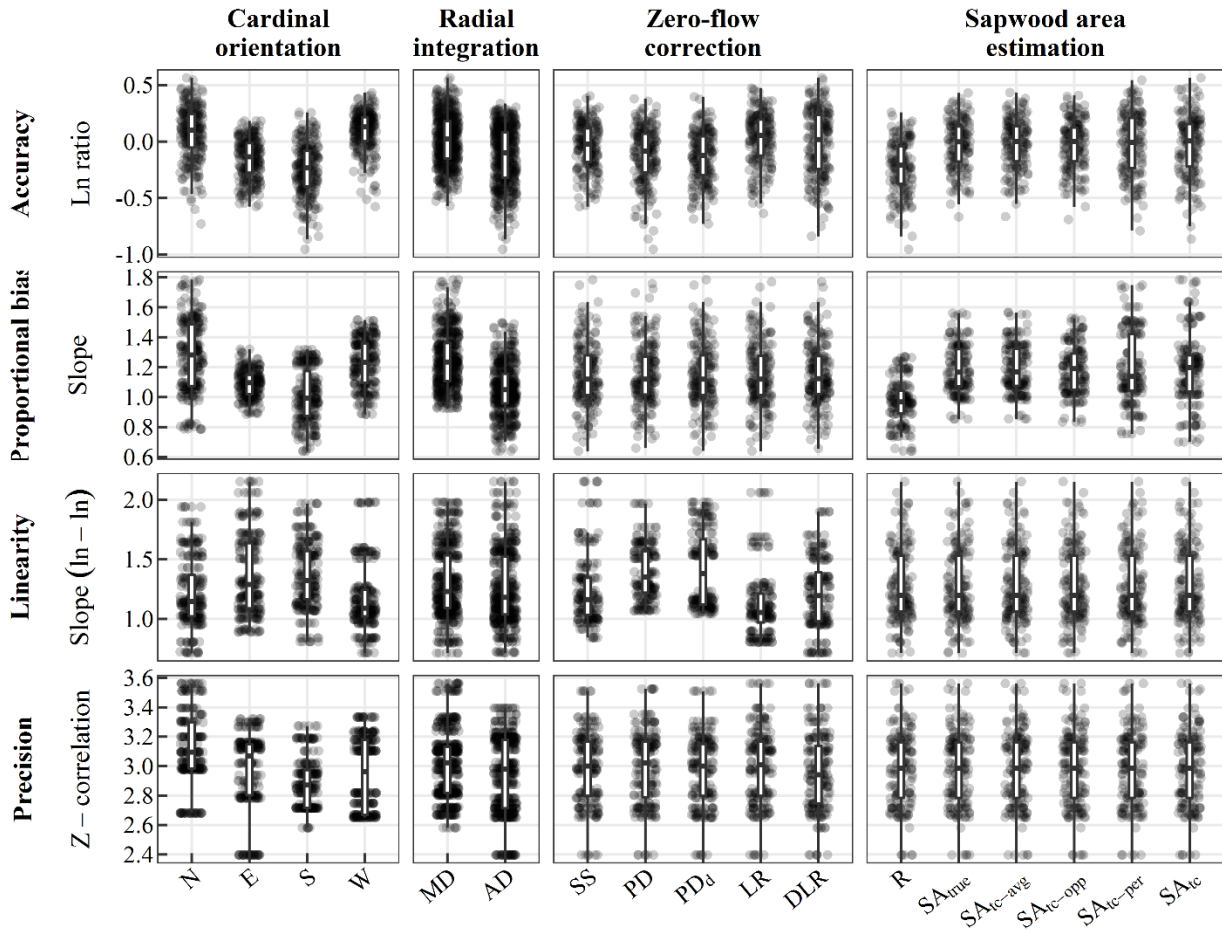 Cardinal orientation
Radial integration
Zero-flow correction
Sapwood area estimation
Accuracy
Ln ratio
0.5
0.0
-0.5
-1.0
Proportional bias
Slope
1.8
1.6
1.4
1.2
1.0
0.8
0.6
Linearity
Slope (ln − ln)
2.0
1.5
1.0
Precision
Z − correlation
3.6
3.4
3.2
3.0
2.8
2.6
2.4
N E S W
MD AD
SS PD PDd LR DLR
R SAtrue SAtc−avg SAtc−opp SAtc−per SAtc